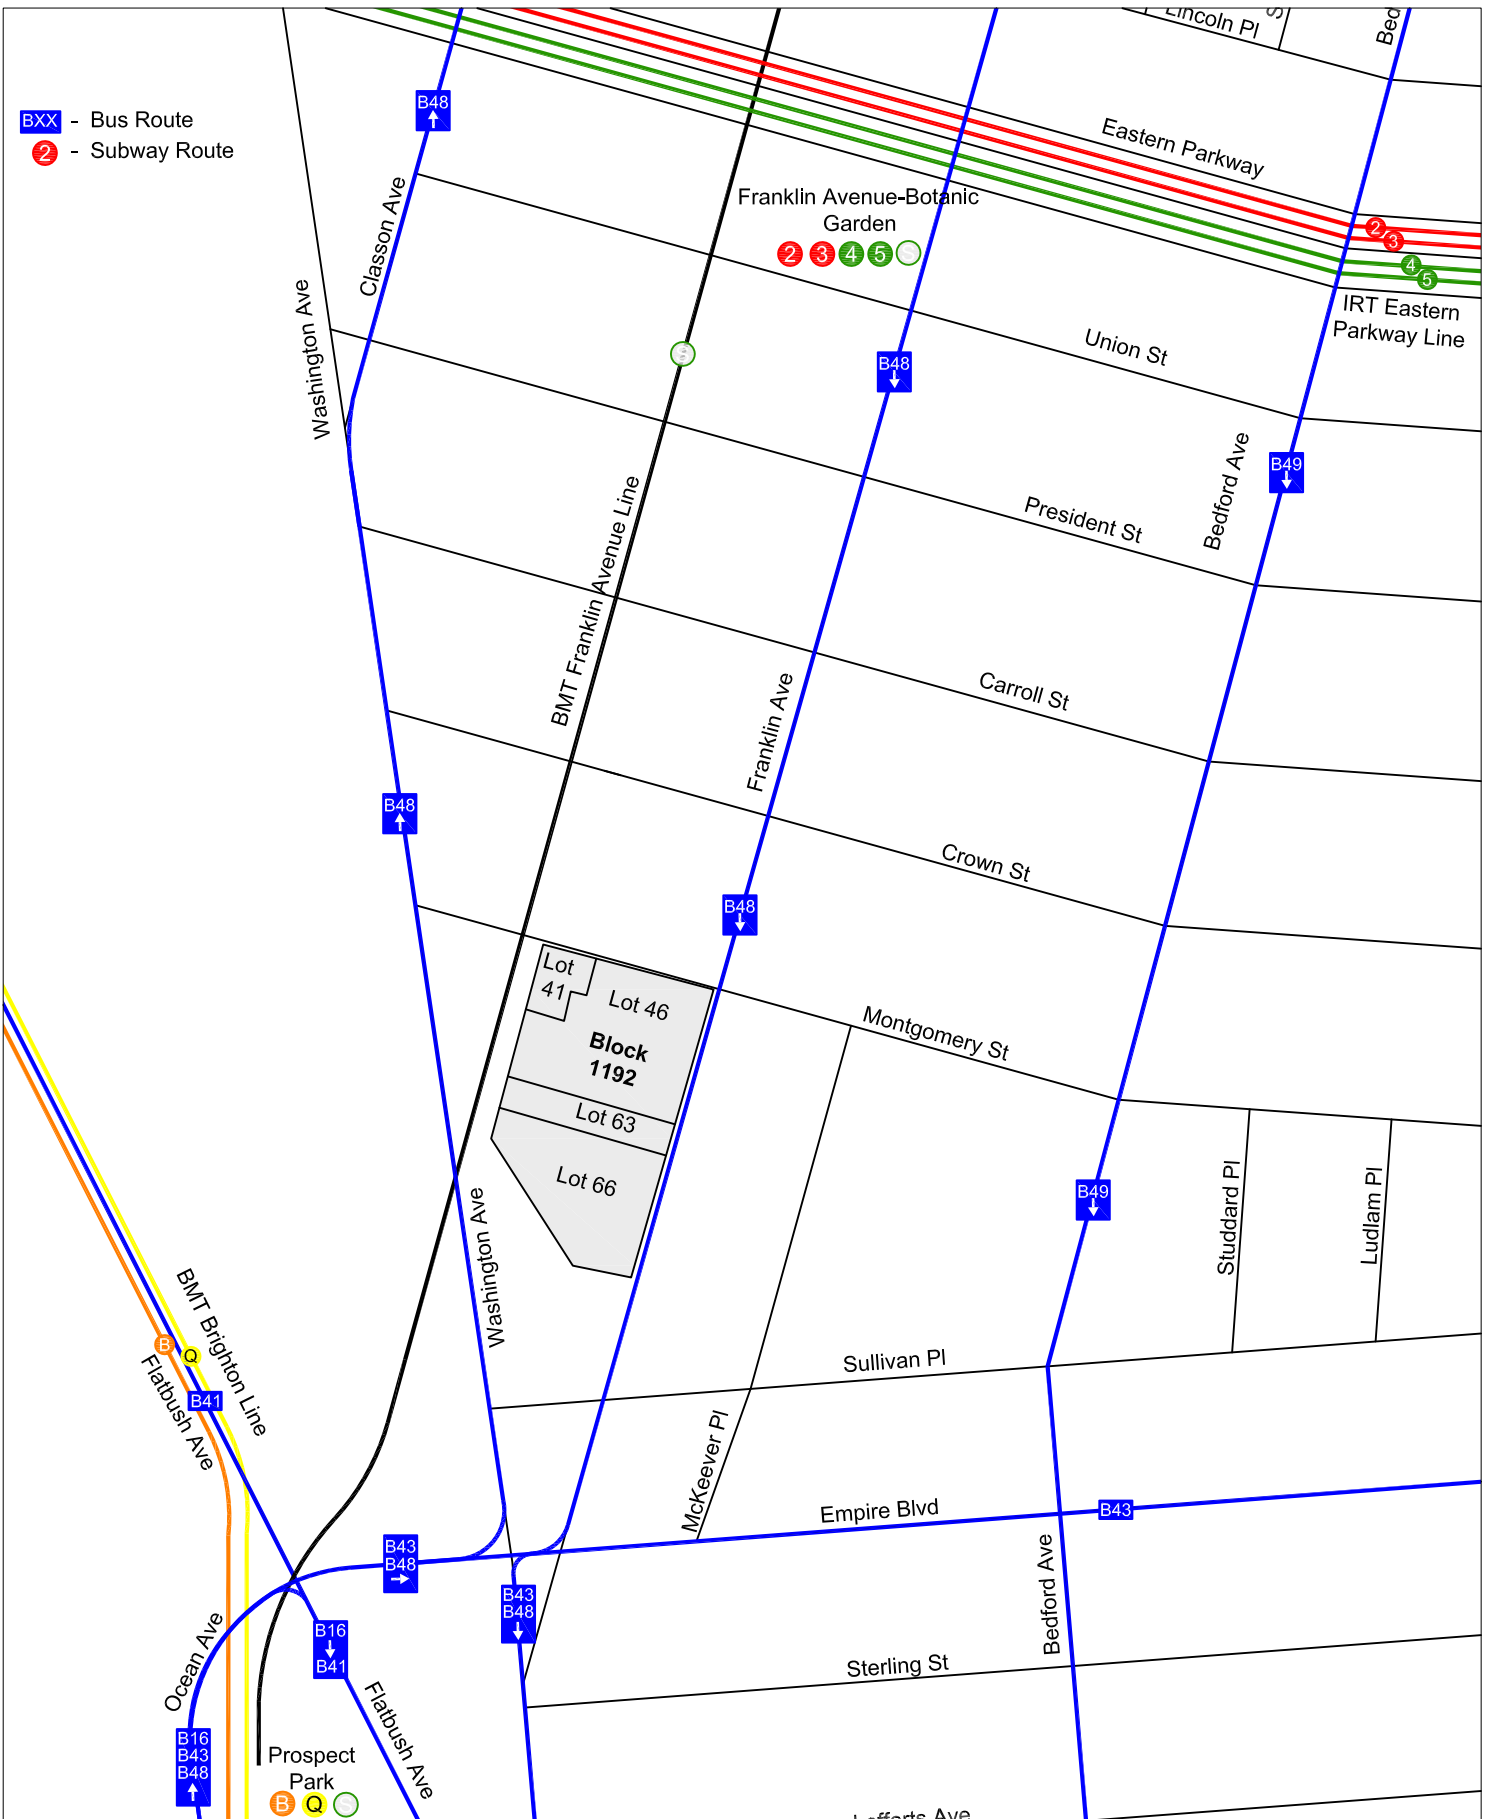 Lincoln Pl
S
Bed
B48
BXX - Bus Route
2 - Subway Route
Eastern Parkway
Classon Ave
Franklin Avenue-Botanic
Garden
2 3 4 5 S
2
3
4
5
IRT Eastern
Parkway Line
Washington Ave
S
B48
Union St
Bedford Ave
B49
President St
BMT Franklin Avenue Line
Franklin Ave
Carroll St
B48
Crown St
B48
Lot
41
Lot 46
Block
1192
Montgomery St
Lot 63
Lot 66
Washington Ave
B49
Studdard Pl
Ludlam Pl
BMT Brighton Line
B
Q
Flatbush Ave
B41
Sullivan Pl
McKeever Pl
Empire Blvd
B43
B43
B48
Bedford Ave
B43
B48
Ocean Ave
B16
B41
Sterling St
Flatbush Ave
B16
B43
B48
Prospect
Park
B Q S
Lefferts Ave